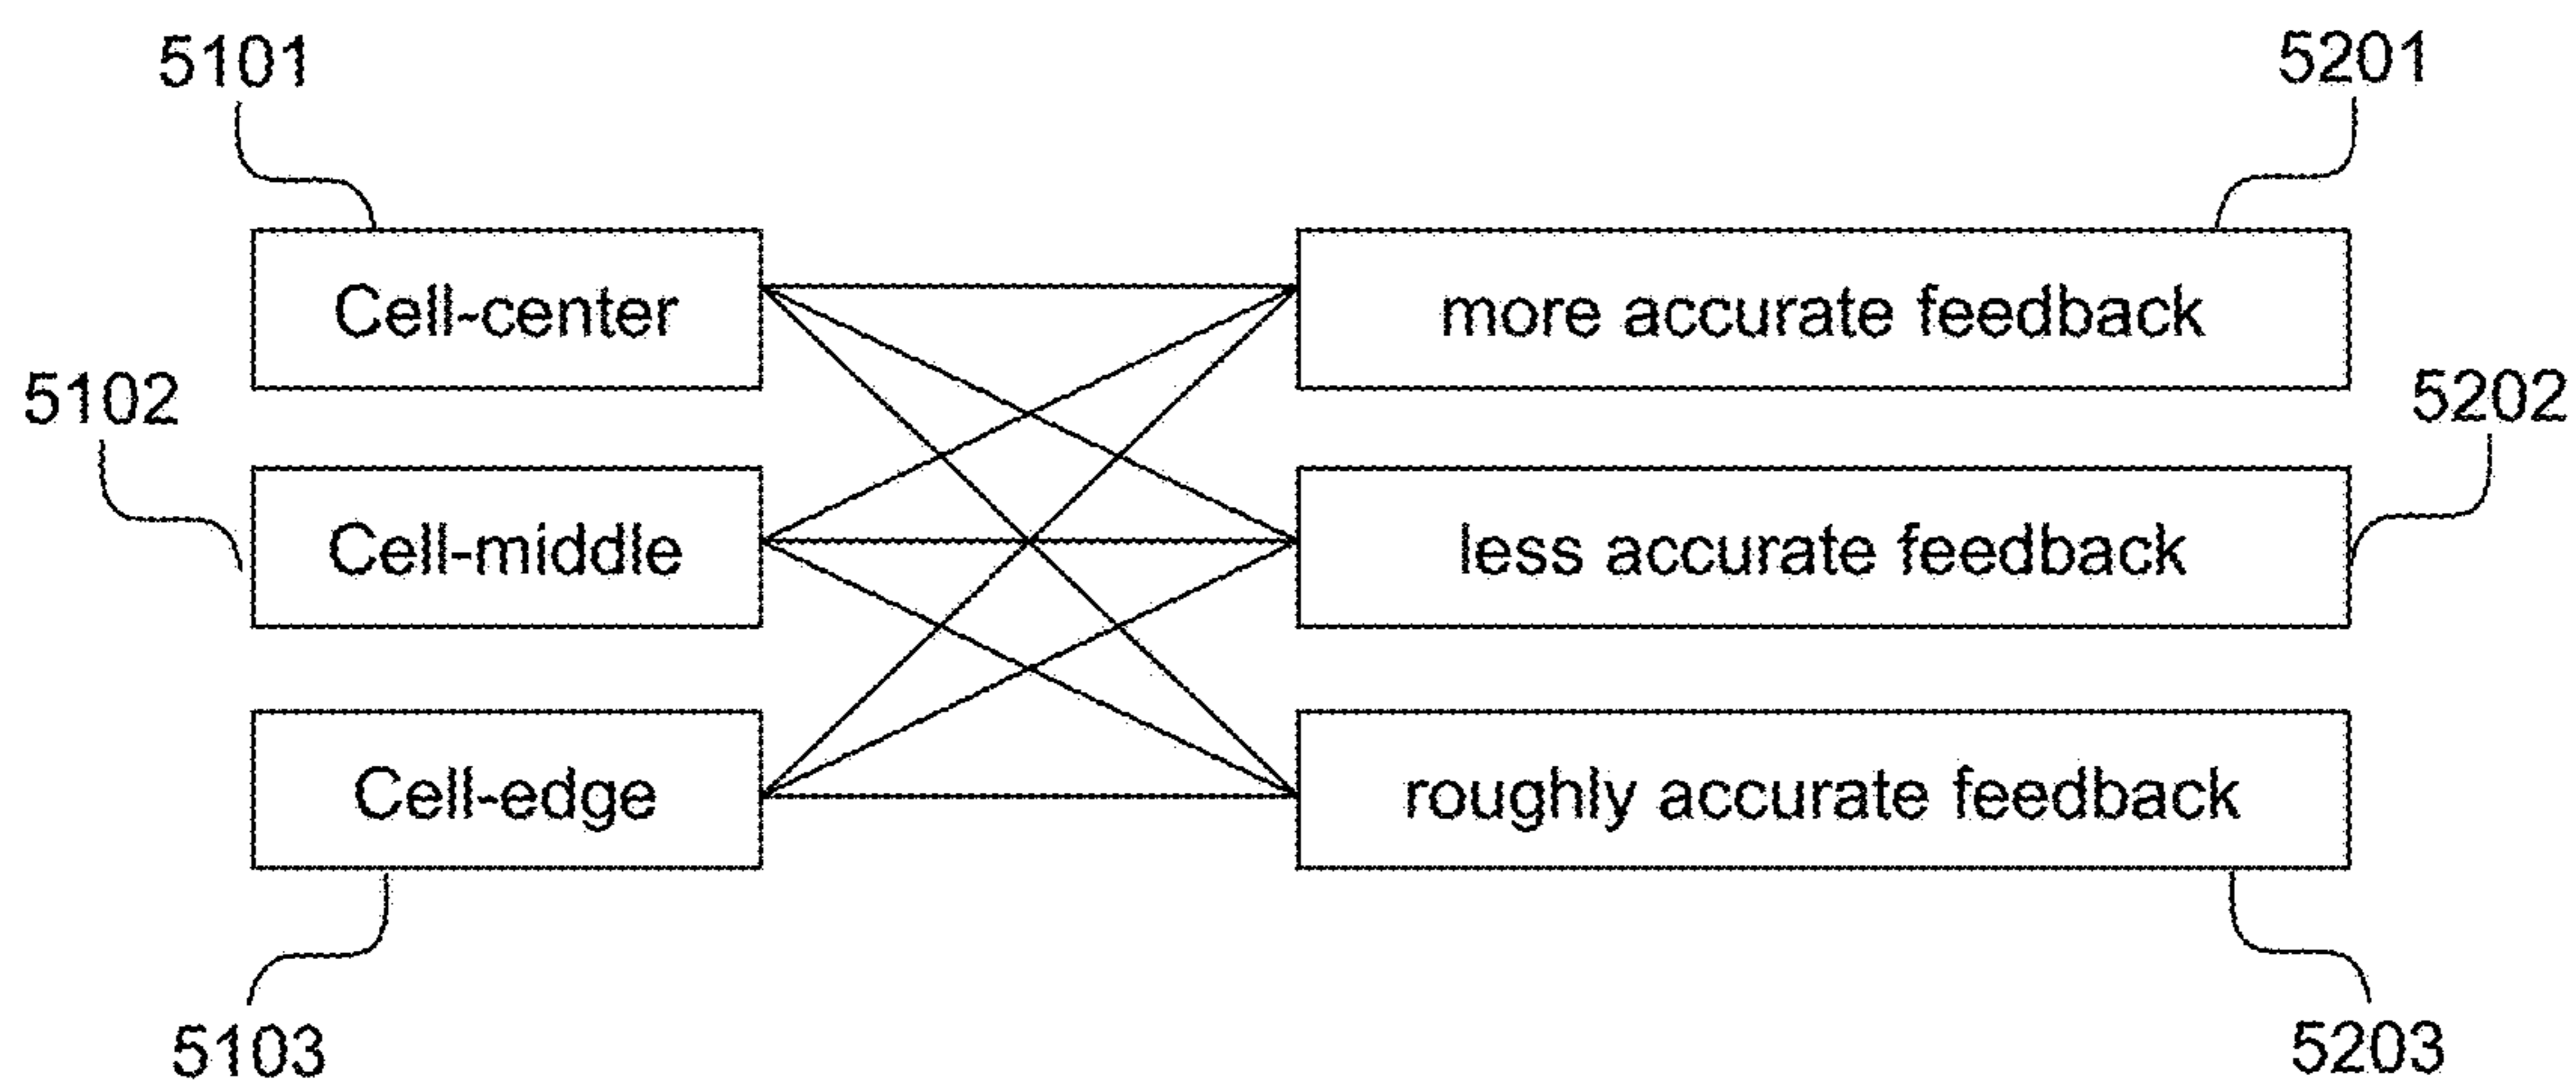 5101
5201
Cell-center
more accurate feedback
5102
5202
Cell-middle
less accurate feedback
Cell-edge
roughly accurate feedback
5103
5203